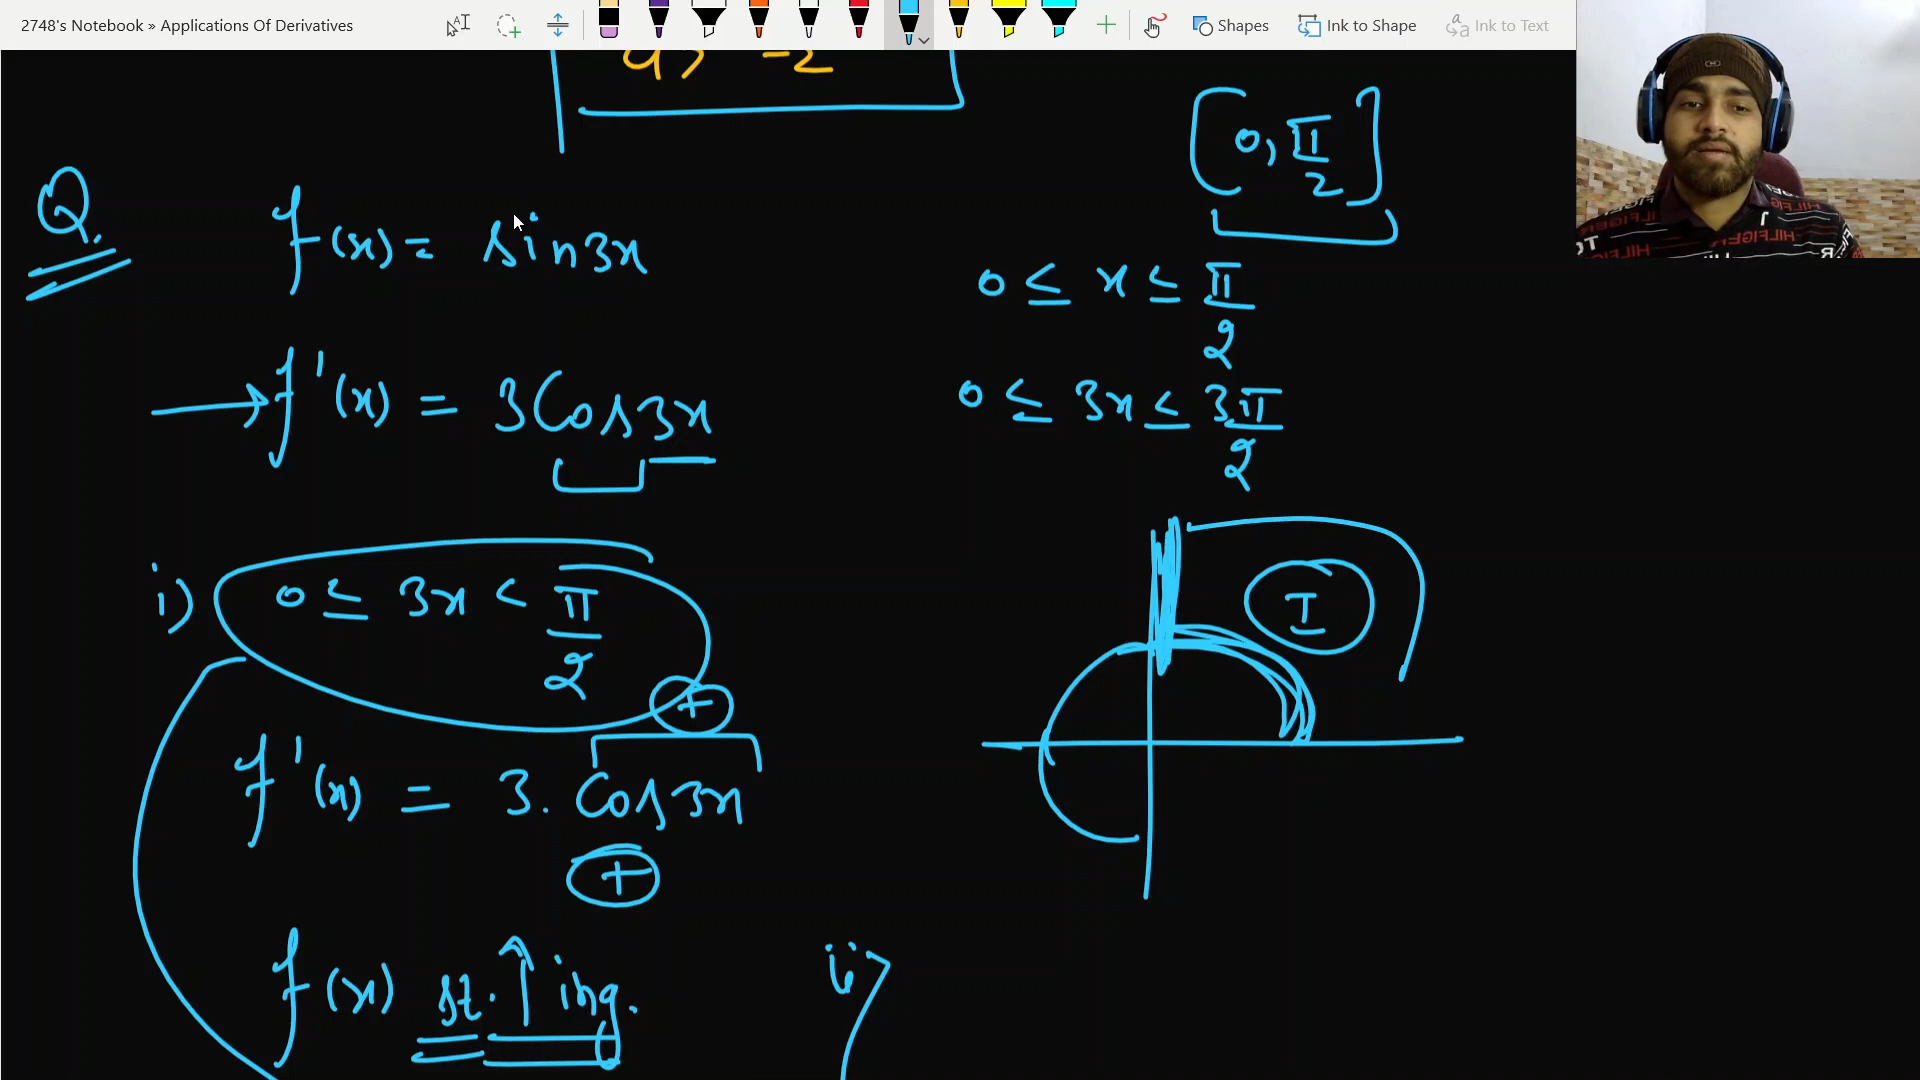 2748's Notebook » Applications Of Derivatives
Shapes
Ink to Shape
Ink to Text
a > -2
[0, π/2]
Q.
f(x) = sin3x
0 ≤ x ≤ π/2
f'(x) = 3Cos3x
0 ≤ 3x ≤ 3π/2
i) 0 ≤ 3x < π/2
I
+
f'(x) = 3. Cos3x
+
f(x) st. ↑ing.
ii)